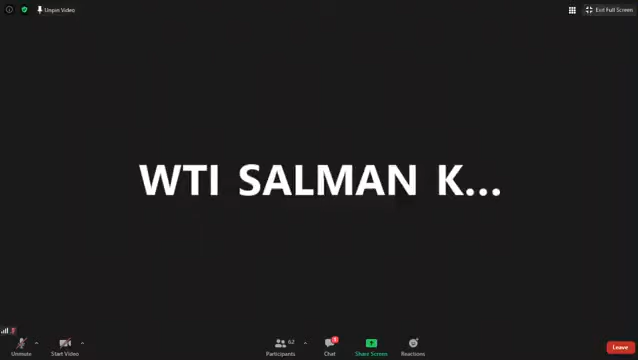 Unpin Video
Exit Full Screen
WTI SALMAN K...
Unmute
Start Video
62
Participants
Chat
Share Screen
Reactions
Leave